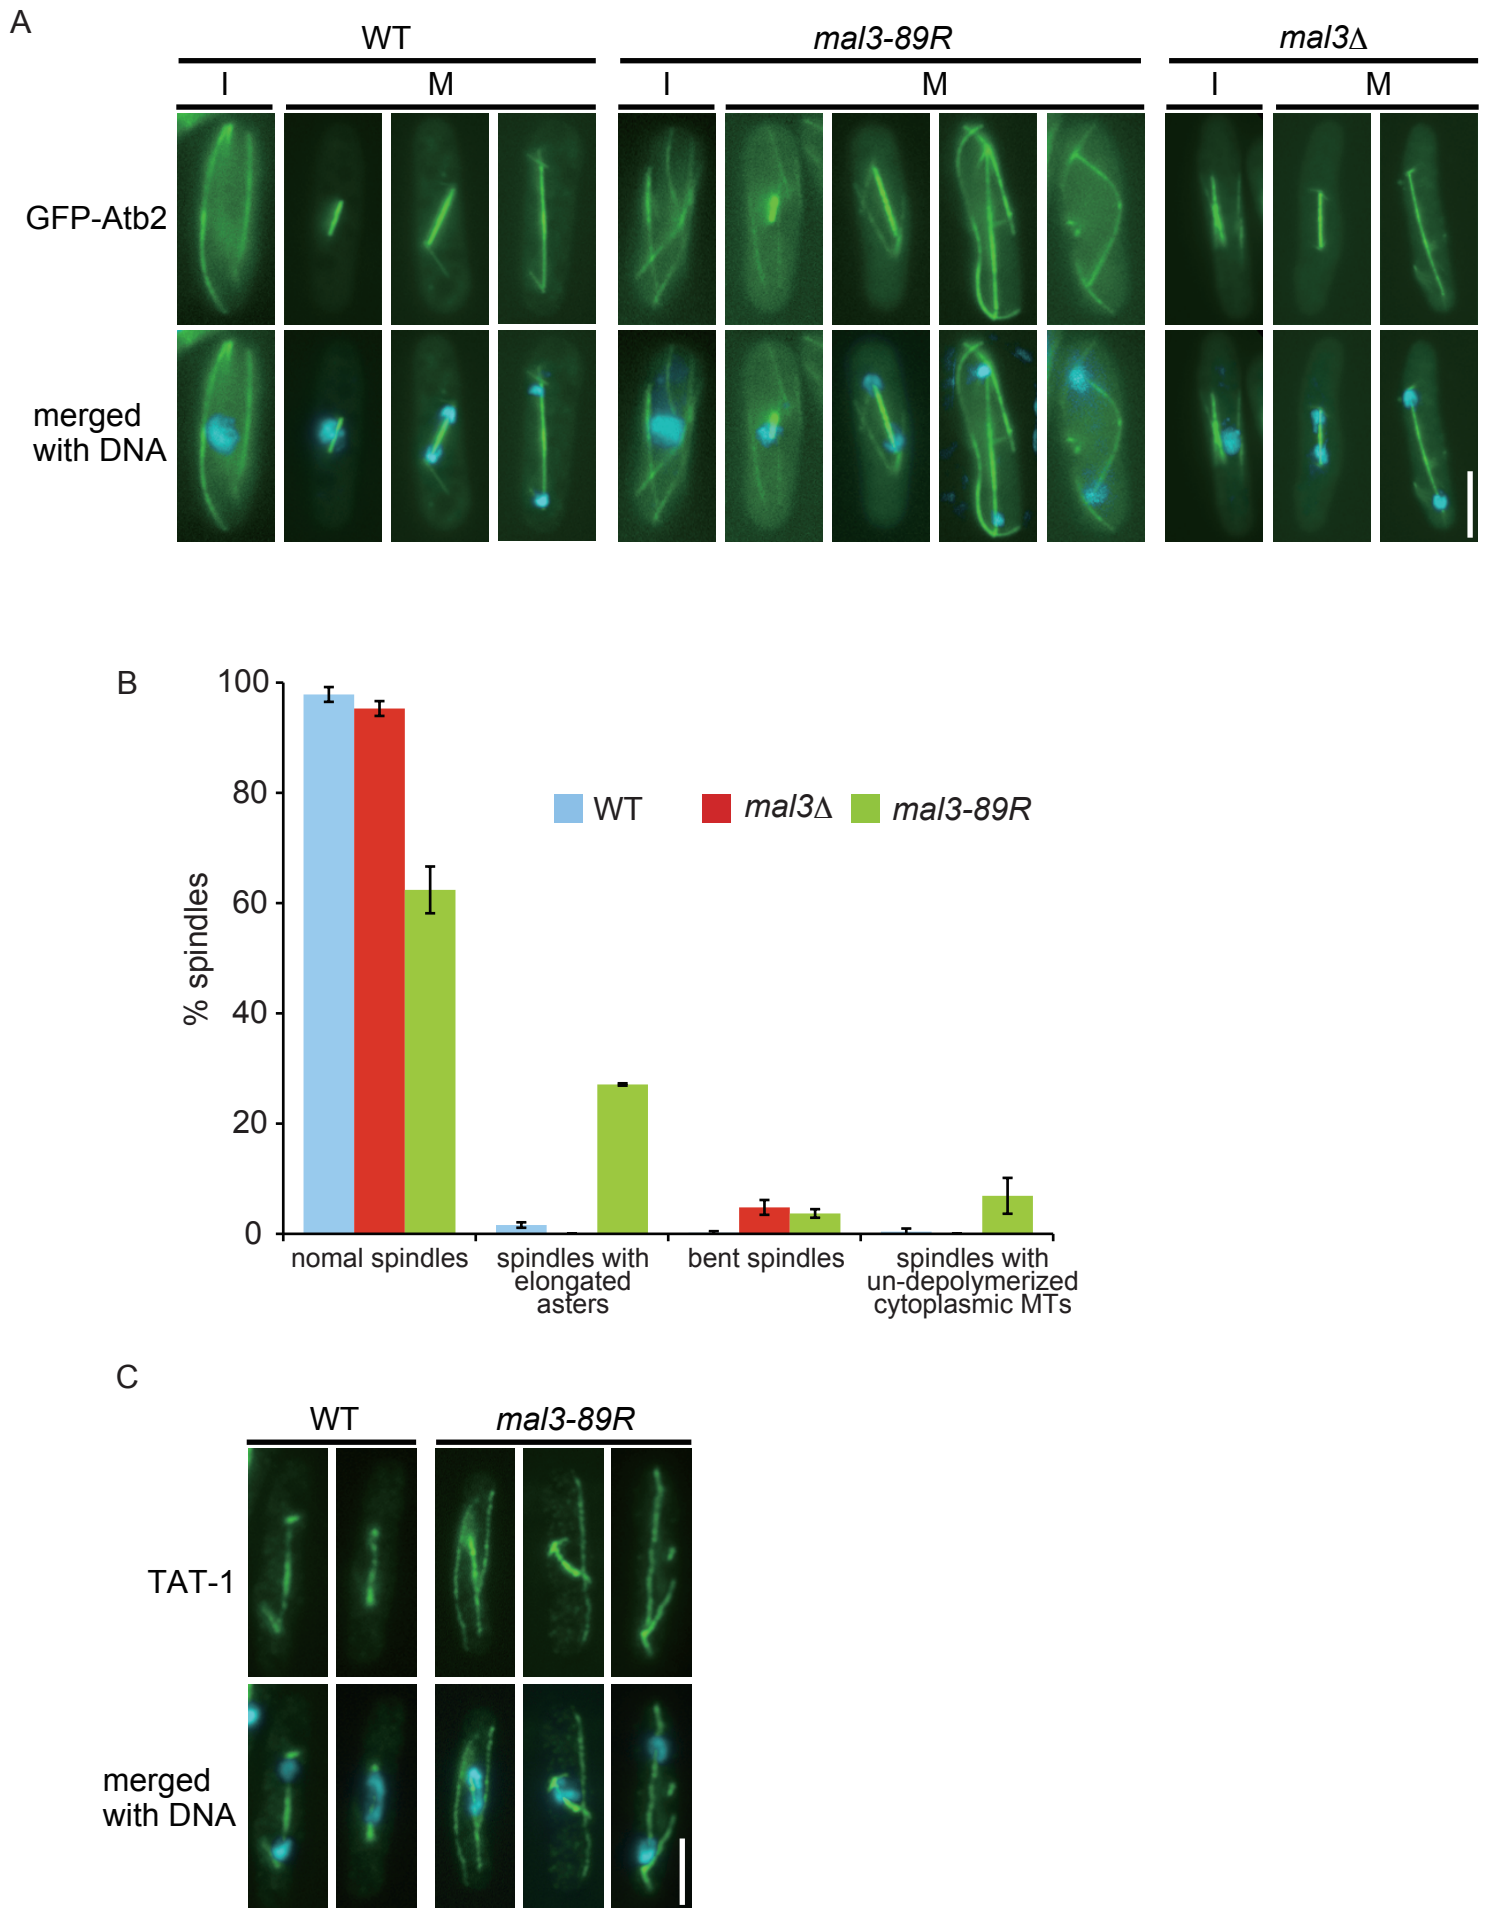 A
WT
mal3-89R
mal3Δ
I
M
I
M
I
M
GFP-Atb2
merged
with DNA
B
100
80
60
40
20
0
% spindles
WT
mal3Δ
mal3-89R
nomal spindles
spindles with
elongated
asters
bent spindles
spindles with
un-depolymerized
cytoplasmic MTs
C
WT
mal3-89R
TAT-1
merged
with DNA